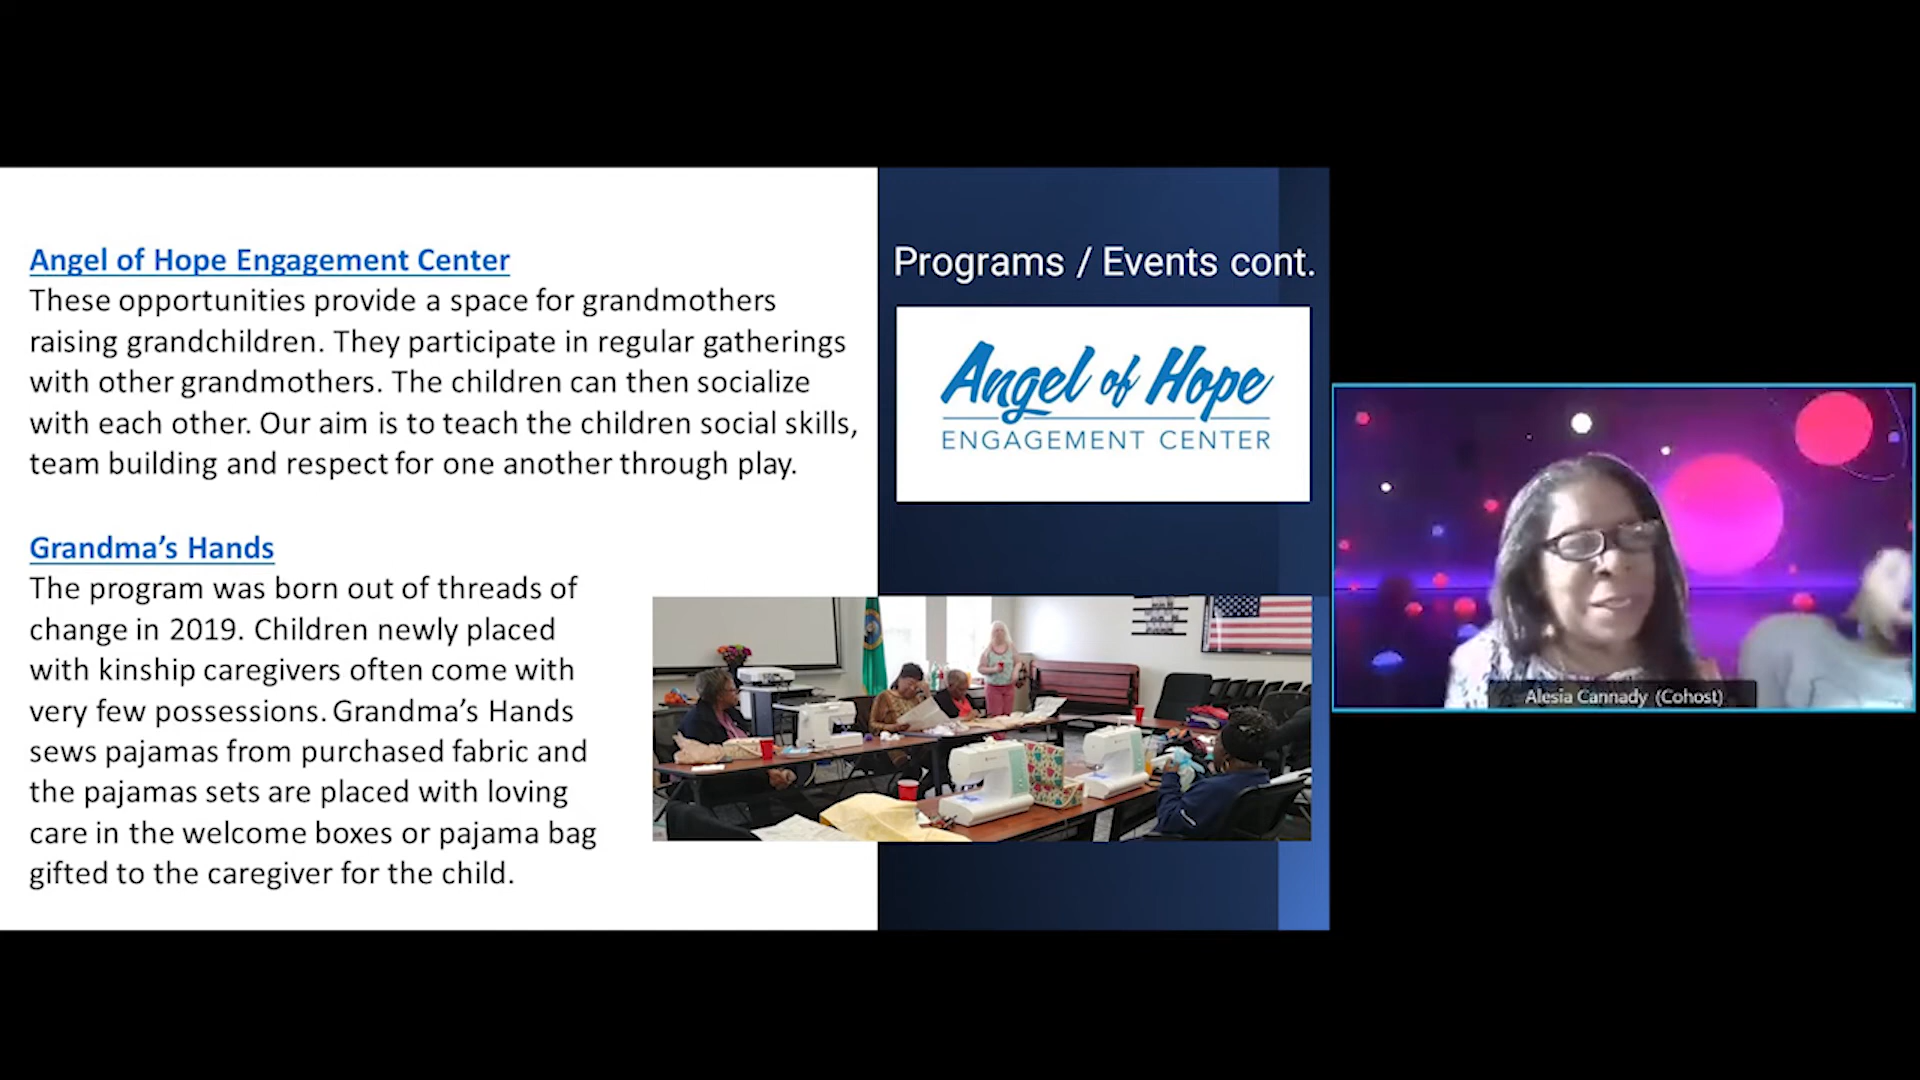 Angel of Hope Engagement Center
These opportunities provide a space for grandmothers
raising grandchildren. They participate in regular gatherings
with other grandmothers. The children can then socialize
with each other. Our aim is to teach the children social skills,
team building and respect for one another through play.
Grandma’s Hands
The program was born out of threads of
change in 2019. Children newly placed
with kinship caregivers often come with
very few possessions. Grandma’s Hands
sews pajamas from purchased fabric and
the pajamas sets are placed with loving
care in the welcome boxes or pajama bag
gifted to the caregiver for the child.
Programs / Events cont.
Angel of Hope
ENGAGEMENT CENTER
Alesia Cannady (Cohost)